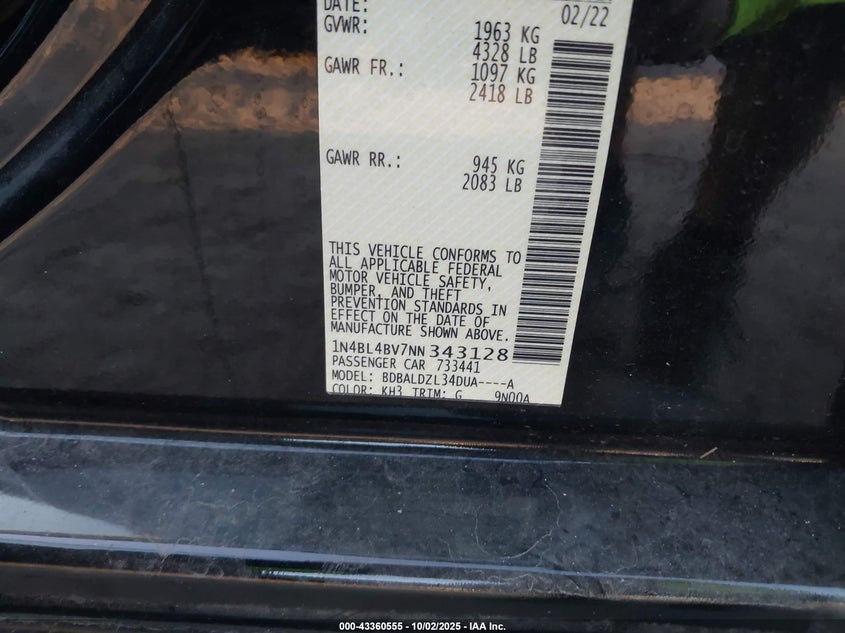 DATE: 02/22
GVWR: 1963 KG
4328 LB
GAWR FR.: 1097 KG
2418 LB
GAWR RR.: 945 KG
2083 LB
THIS VEHICLE CONFORMS TO
ALL APPLICABLE FEDERAL
MOTOR VEHICLE SAFETY,
BUMPER, AND THEFT
PREVENTION STANDARDS IN
EFFECT ON THE DATE OF
MANUFACTURE SHOWN ABOVE.
1N4BL4BV7NN343128
PASSENGER CAR 733441
MODEL: BDBALDZL34DUA----A
COLOR: KH3 TRIM: G 9N00A
000-43360555 - 10/02/2025 - IAA Inc.